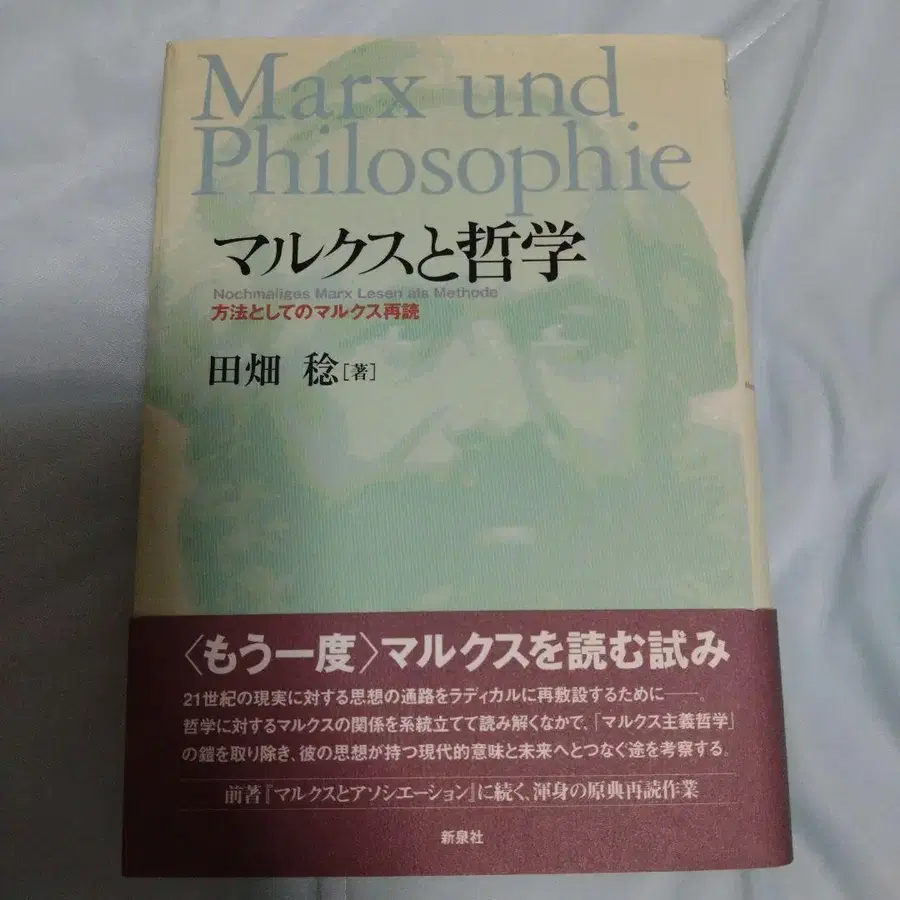 Marx und
Philosophie
マルクスと哲学
Nochmaliges Marx Lesen als Methode
方法としてのマルクス再読
田畑 稔[著]
〈もう一度〉マルクスを読む試み
21世紀の現実に対する思想の通路をラディカルに再敷設するために──。
哲学に対するマルクスの関係を系統立てて読み解くなかで、「マルクス主義哲学」
の鎧を取り除き、彼の思想が持つ現代的意味と未来へとつなぐ途を考察する。
前著『マルクスとアソシエーション』に続く、渾身の原典再読作業
新泉社